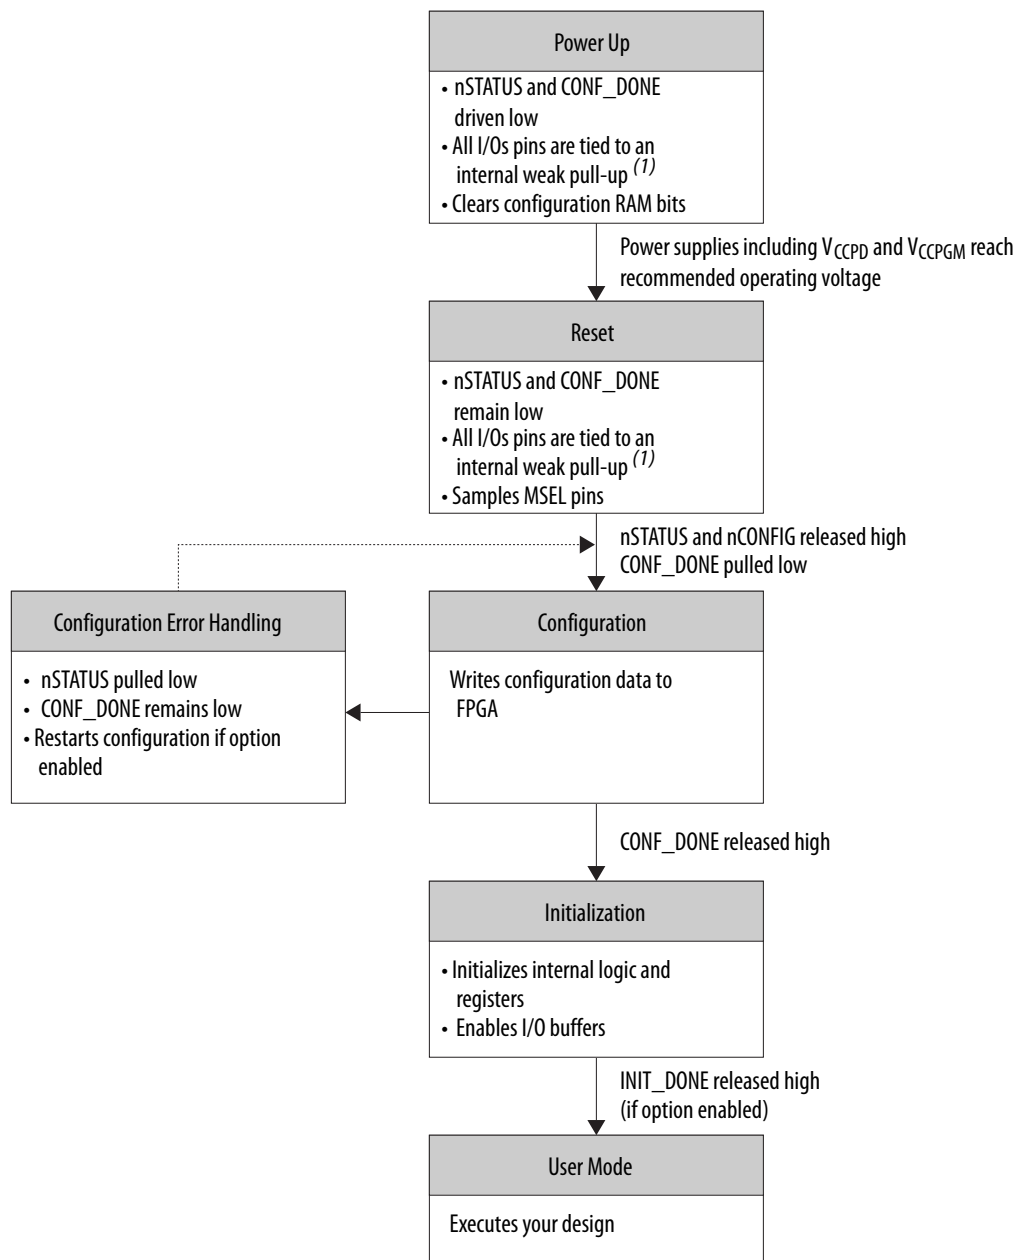 Power Up
• nSTATUS and CONF_DONE
driven low
• All I/Os pins are tied to an
internal weak pull-up (1)
• Clears configuration RAM bits
Power supplies including VCCPD and VCCPGM reach
recommended operating voltage
Reset
• nSTATUS and CONF_DONE
remain low
• All I/Os pins are tied to an
internal weak pull-up (1)
• Samples MSEL pins
nSTATUS and nCONFIG released high
CONF_DONE pulled low
Configuration Error Handling
• nSTATUS pulled low
• CONF_DONE remains low
• Restarts configuration if option
enabled
Configuration
Writes configuration data to
FPGA
CONF_DONE released high
Initialization
• Initializes internal logic and
registers
• Enables I/O buffers
INIT_DONE released high
(if option enabled)
User Mode
Executes your design